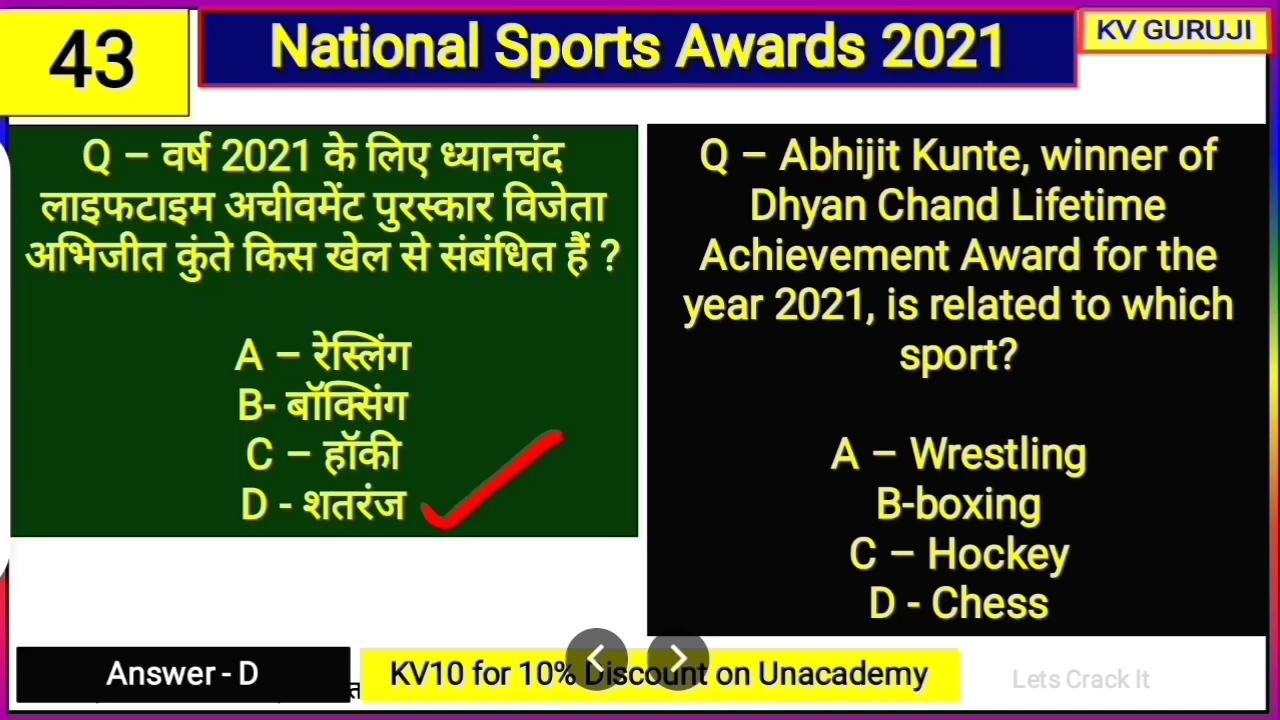 43
National Sports Awards 2021
KV GURUJI
Q – वर्ष 2021 के लिए ध्यानचंद
लाइफटाइम अचीवमेंट पुरस्कार विजेता
अभिजीत कुंते किस खेल से संबंधित हैं ?
A – रेस्लिंग
B- बॉक्सिंग
C – हॉकी
D - शतरंज
Q – Abhijit Kunte, winner of
Dhyan Chand Lifetime
Achievement Award for the
year 2021, is related to which
sport?
A – Wrestling
B-boxing
C – Hockey
D - Chess
Answer - D
KV10 for 10% Discount on Unacademy
Lets Crack It